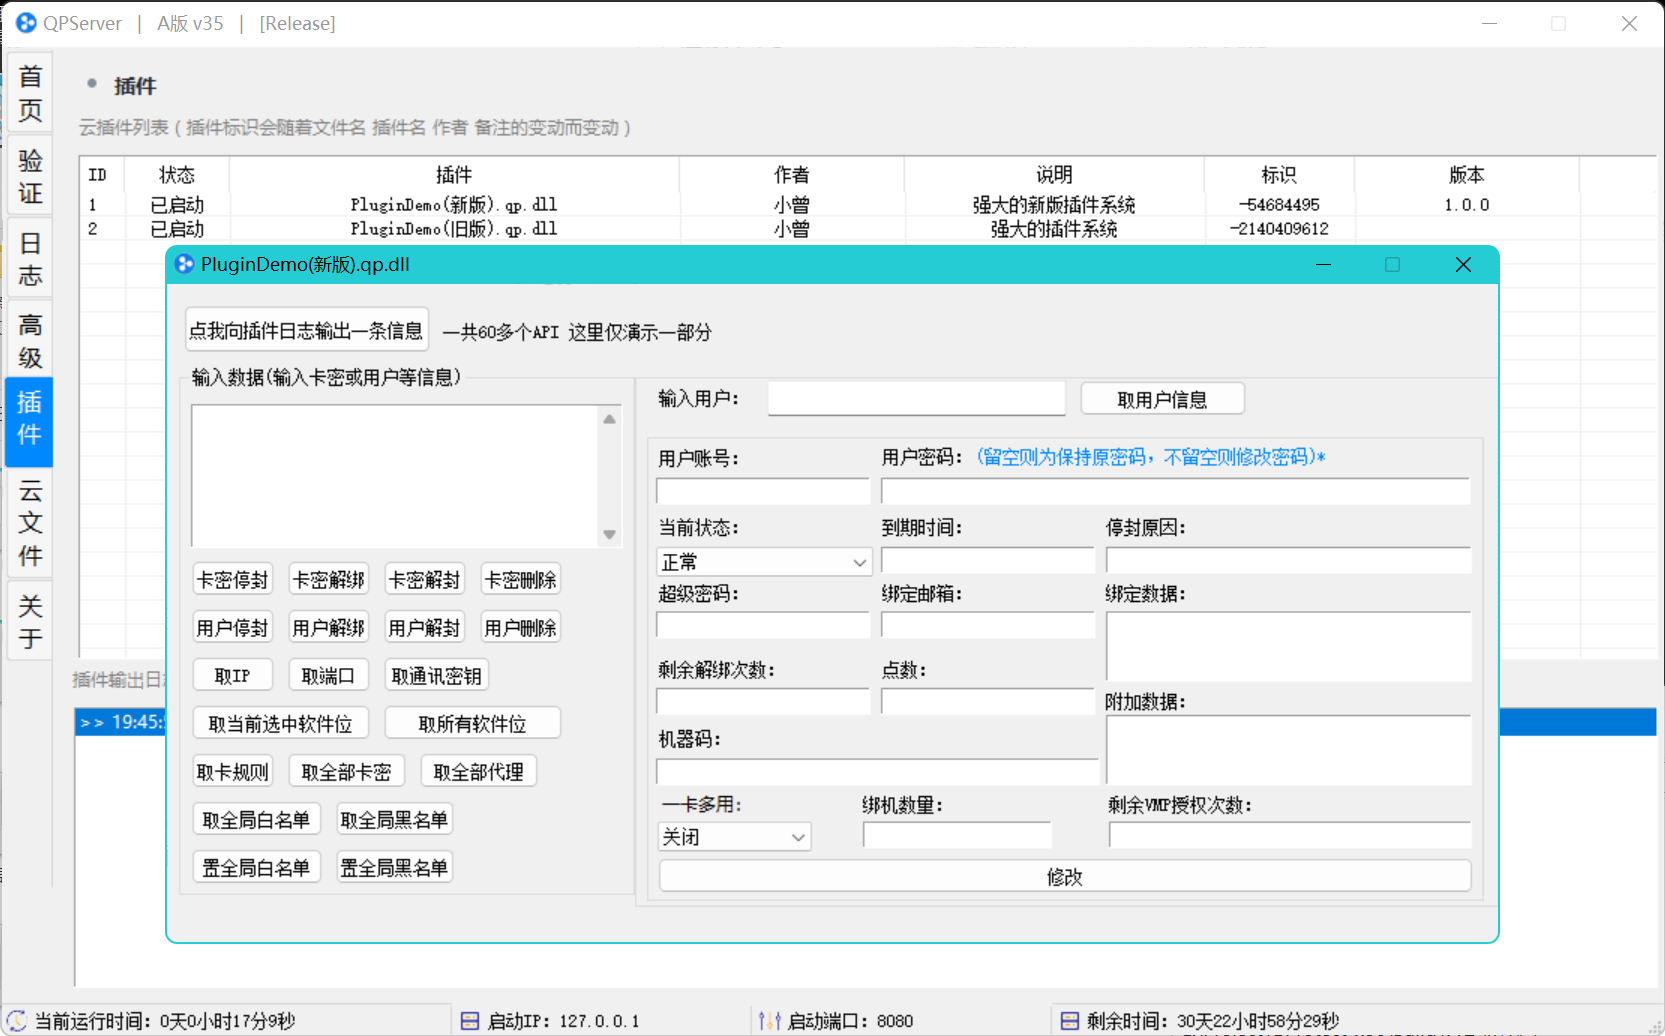 QPServer | A版 v35 | [Release]
首页
验证
日志
高级
插件
云文件
关于
插件
云插件列表 ( 插件标识会随着文件名 插件名 作者 备注的变动而变动 )
ID 状态 插件 作者 说明 标识 版本
1 已启动 PluginDemo(新版).qp.dll 小曾 强大的新版插件系统 -54684495 1.0.0
2 已启动 PluginDemo(旧版).qp.dll 小曾 强大的插件系统 -2140409612
PluginDemo(新版).qp.dll
点我向插件日志输出一条信息 一共60多个API 这里仅演示一部分
输入数据(输入卡密或用户等信息)
卡密停封 卡密解绑 卡密解封 卡密删除
用户停封 用户解绑 用户解封 用户删除
取IP 取端口 取通讯密钥
取当前选中软件位 取所有软件位
取卡规则 取全部卡密 取全部代理
取全局白名单 取全局黑名单
置全局白名单 置全局黑名单
输入用户: 取用户信息
用户账号: 用户密码: (留空则为保持原密码，不留空则修改密码)*
当前状态: 到期时间: 停封原因:
正常
超级密码: 绑定邮箱: 绑定数据:
剩余解绑次数: 点数:
附加数据:
机器码:
一卡多用: 绑机数量: 剩余VMP授权次数:
关闭
修改
插件输出日
>> 19:45:
当前运行时间: 0天0小时17分9秒 启动IP: 127.0.0.1 启动端口: 8080 剩余时间: 30天22小时58分29秒